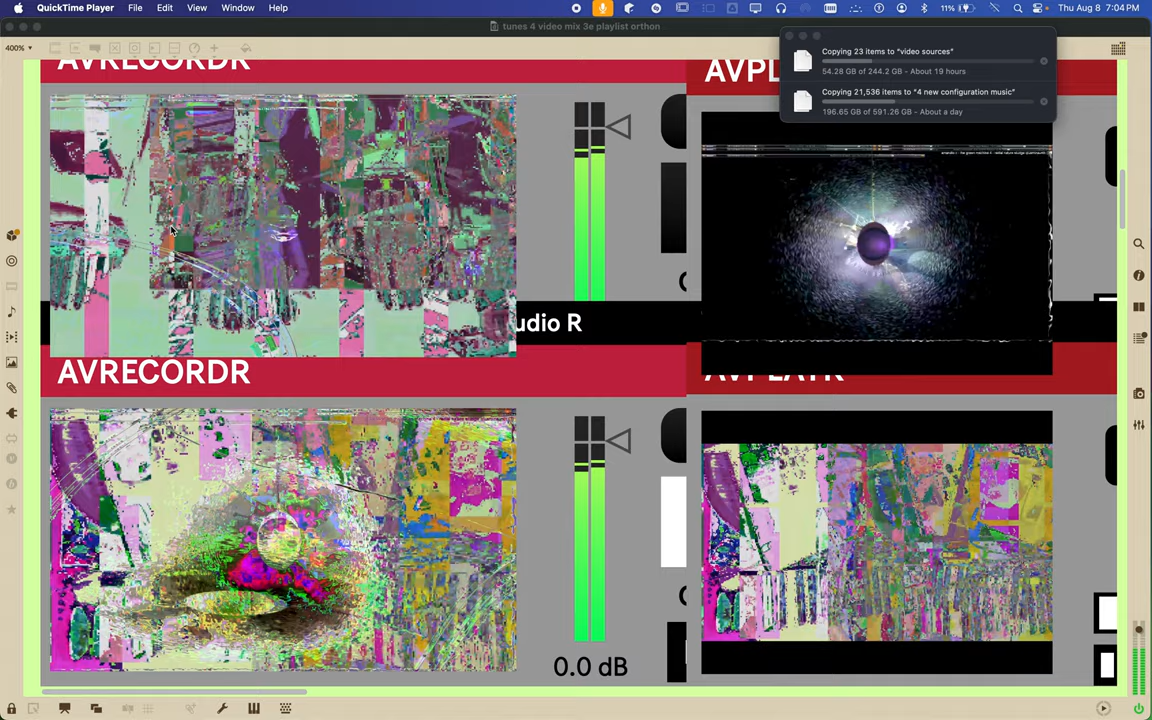 QuickTime Player File Edit View Window Help
11%
Thu Aug 8 7:04 PM
tunes 4 video mix 3e playlist orthon
400%
Copying 23 items to "video sources"
54.28 GB of 244.2 GB - About 19 hours
Copying 21,536 items to "4 new configuration music"
196.65 GB of 591.26 GB - About a day
AVRECORDR
AVPL
udio R
AVRECORDR
AVPLAYR
0.0 dB